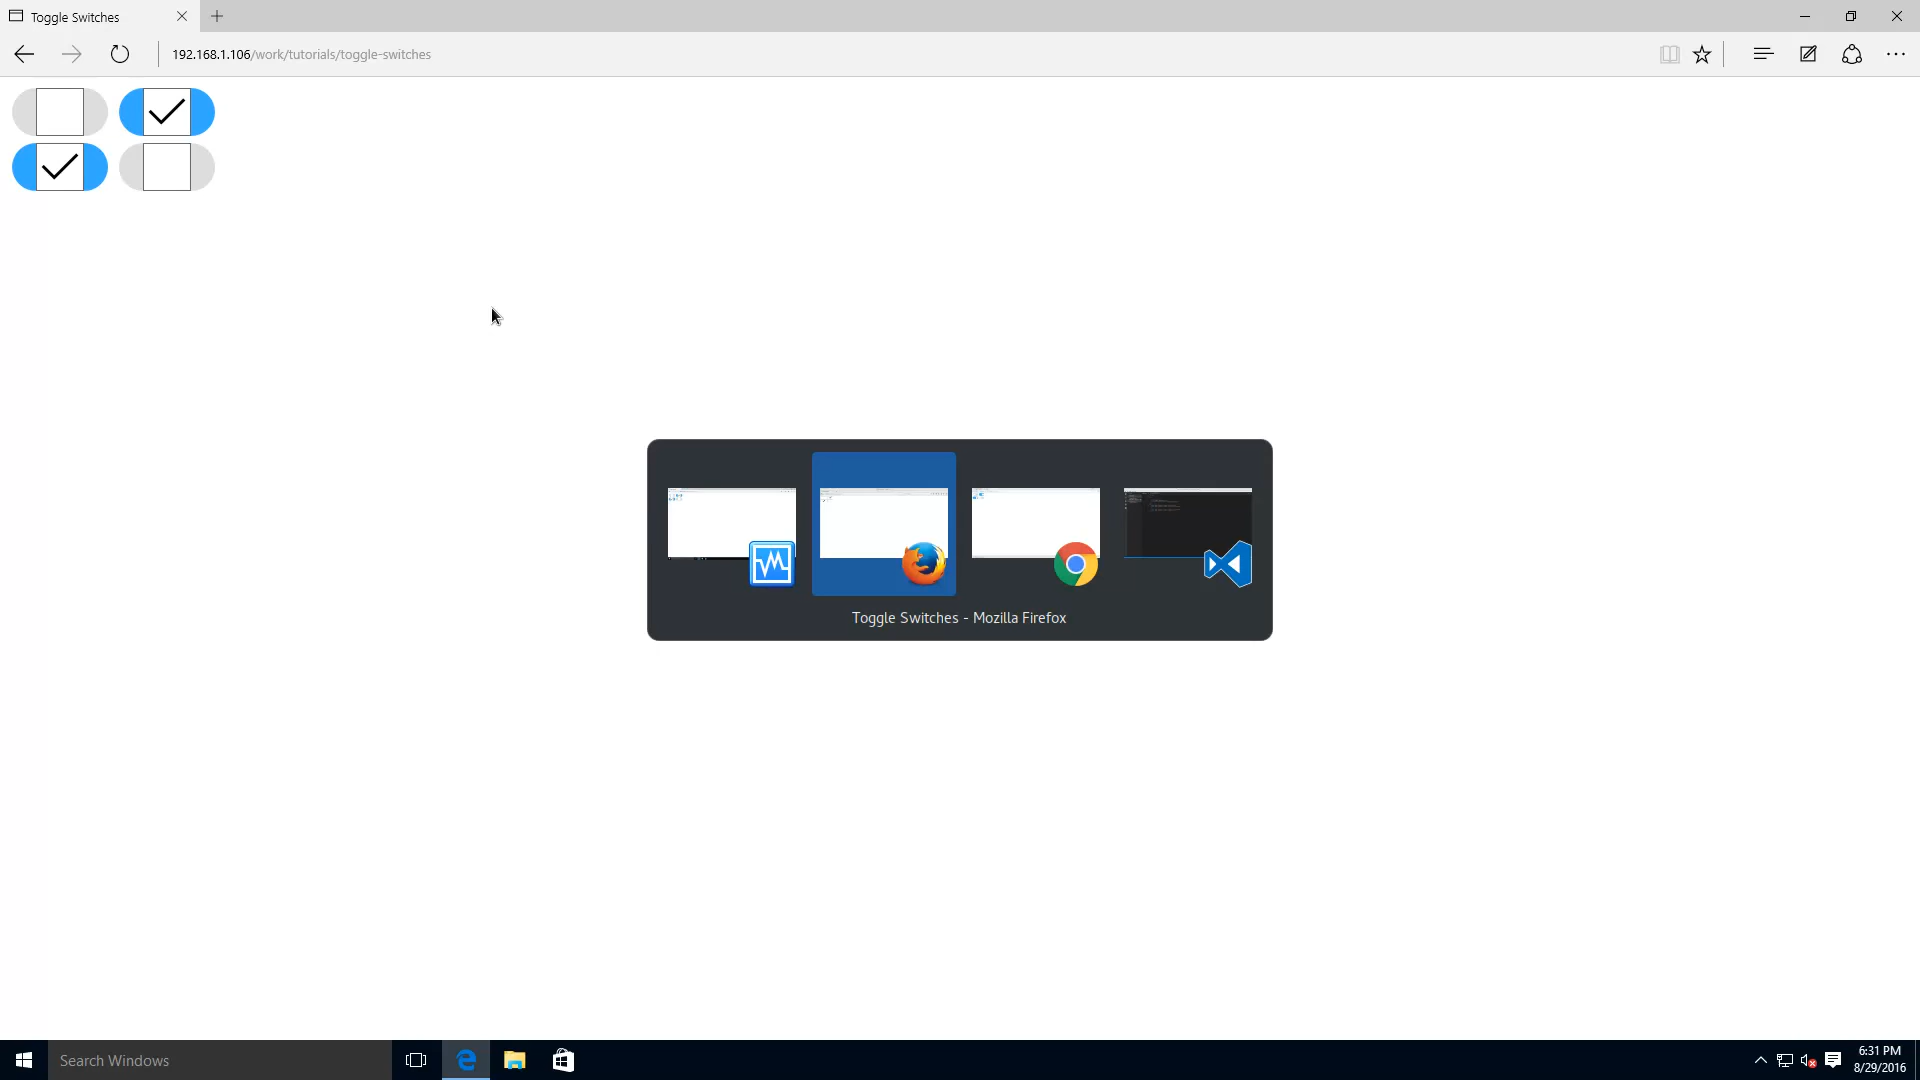 Toggle Switches
192.168.1.106/work/tutorials/toggle-switches
Toggle Switches - Mozilla Firefox
Search Windows
6:31 PM
8/29/2016